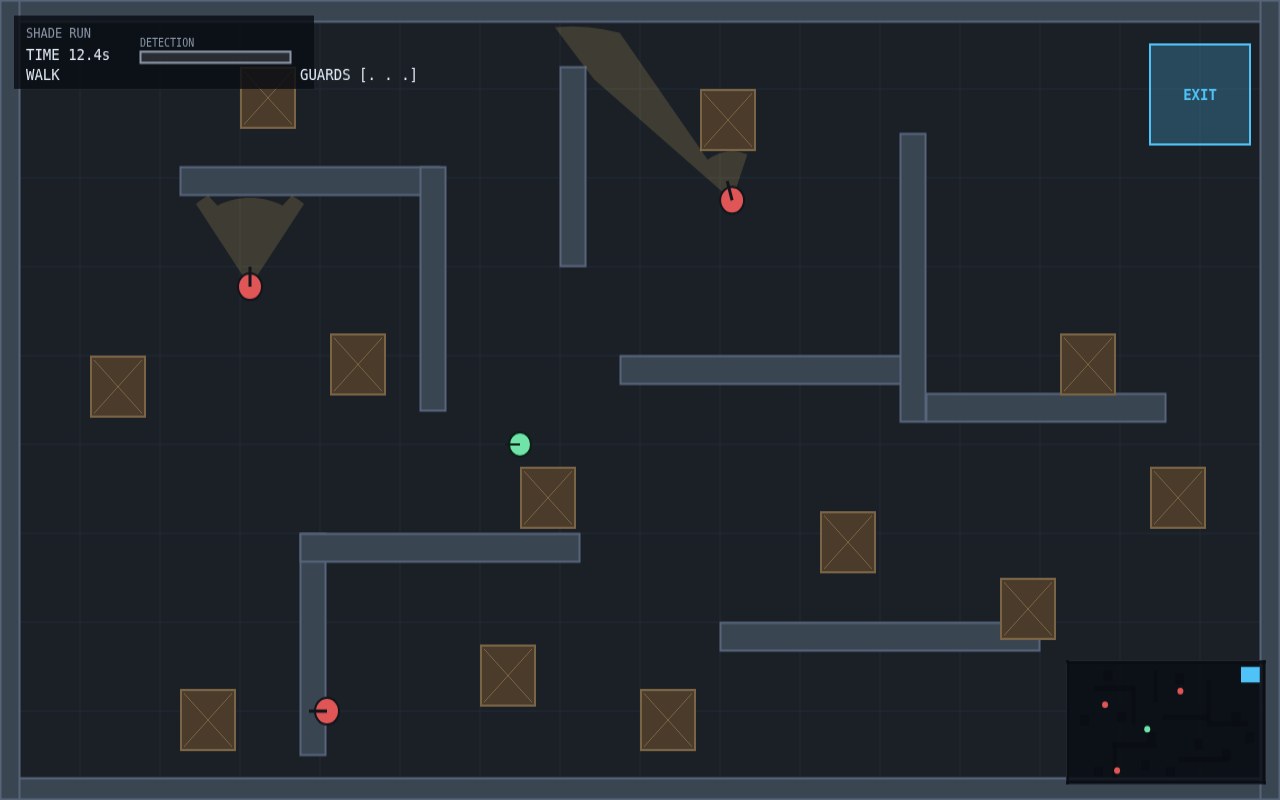 SHADE RUN
TIME 12.4s
DETECTION
WALK
GUARDS [. . .]
EXIT